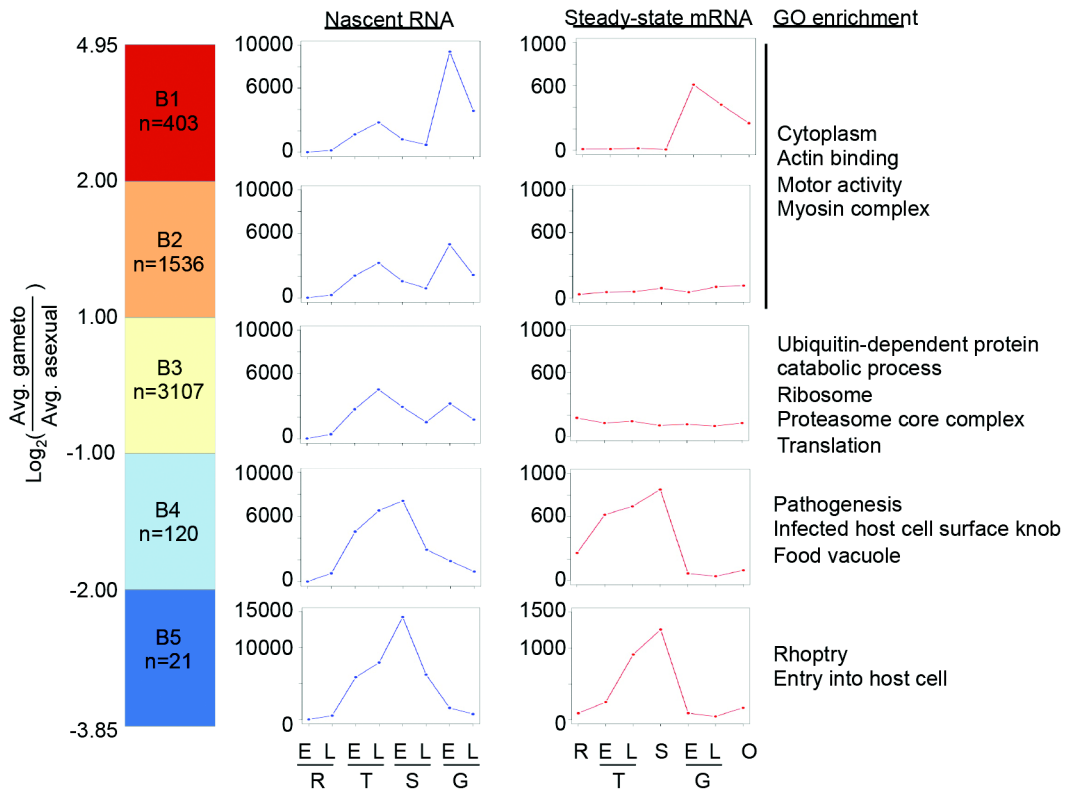 Nascent RNA
Steady-state mRNA
GO enrichment
Log2( Avg. gameto / Avg. asexual )
4.95
2.00
1.00
-1.00
-2.00
-3.85
B1
n=403
B2
n=1536
B3
n=3107
B4
n=120
B5
n=21
10000
6000
0
1000
600
0
Cytoplasm
Actin binding
Motor activity
Myosin complex
10000
6000
0
1000
600
0
10000
6000
0
1000
600
0
Ubiquitin-dependent protein
catabolic process
Ribosome
Proteasome core complex
Translation
10000
6000
0
1000
600
0
Pathogenesis
Infected host cell surface knob
Food vacuole
15000
10000
0
1500
1000
0
Rhoptry
Entry into host cell
E L E L E L E L
R T S G
R E L S E L O
T G